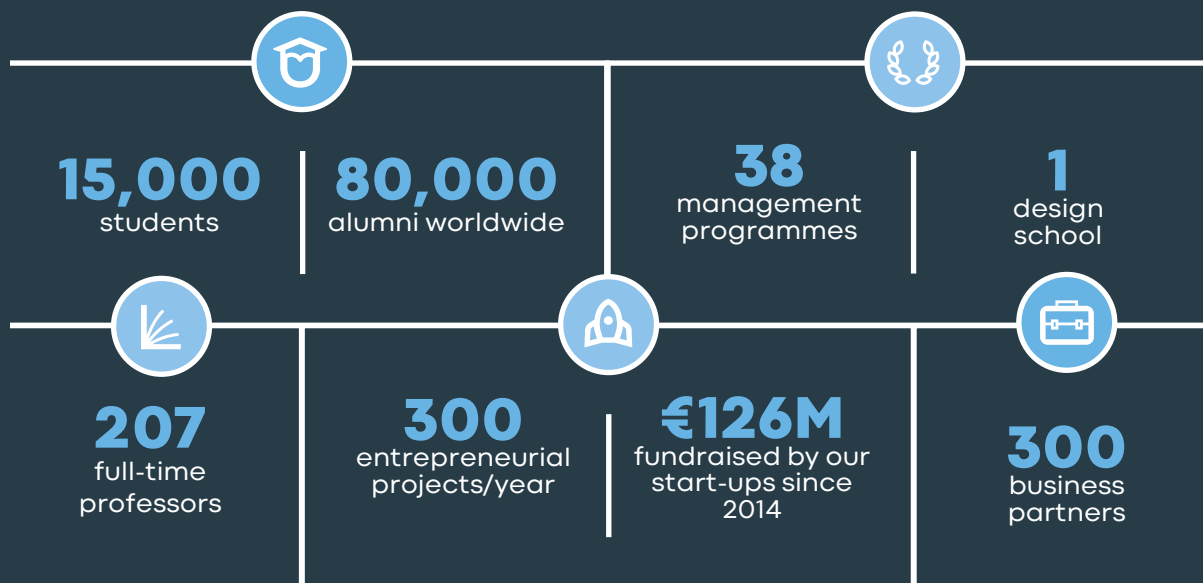 15,000
students
80,000
alumni worldwide
38
management
programmes
1
design
school
207
full-time
professors
300
entrepreneurial
projects/year
€126M
fundraised by our
start-ups since
2014
300
business
partners